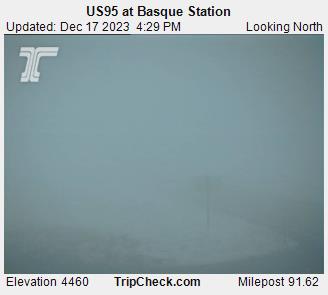 US95 at Basque Station
Updated: Dec 17 2023 4:29 PM Looking North
Elevation 4460 TripCheck.com Milepost 91.62